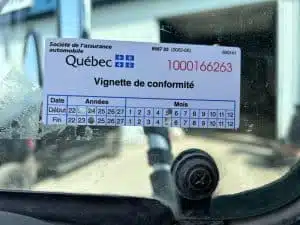 Société de l'assurance
automobile
Québec
1000166263
Vignette de conformité
Date Années Mois
Début 22 24 25 26 27 1 2 3 4 5 6 7 8 9 10 11 12
Fin 22 23 25 26 27 1 2 3 4 5 6 7 8 9 10 11 12